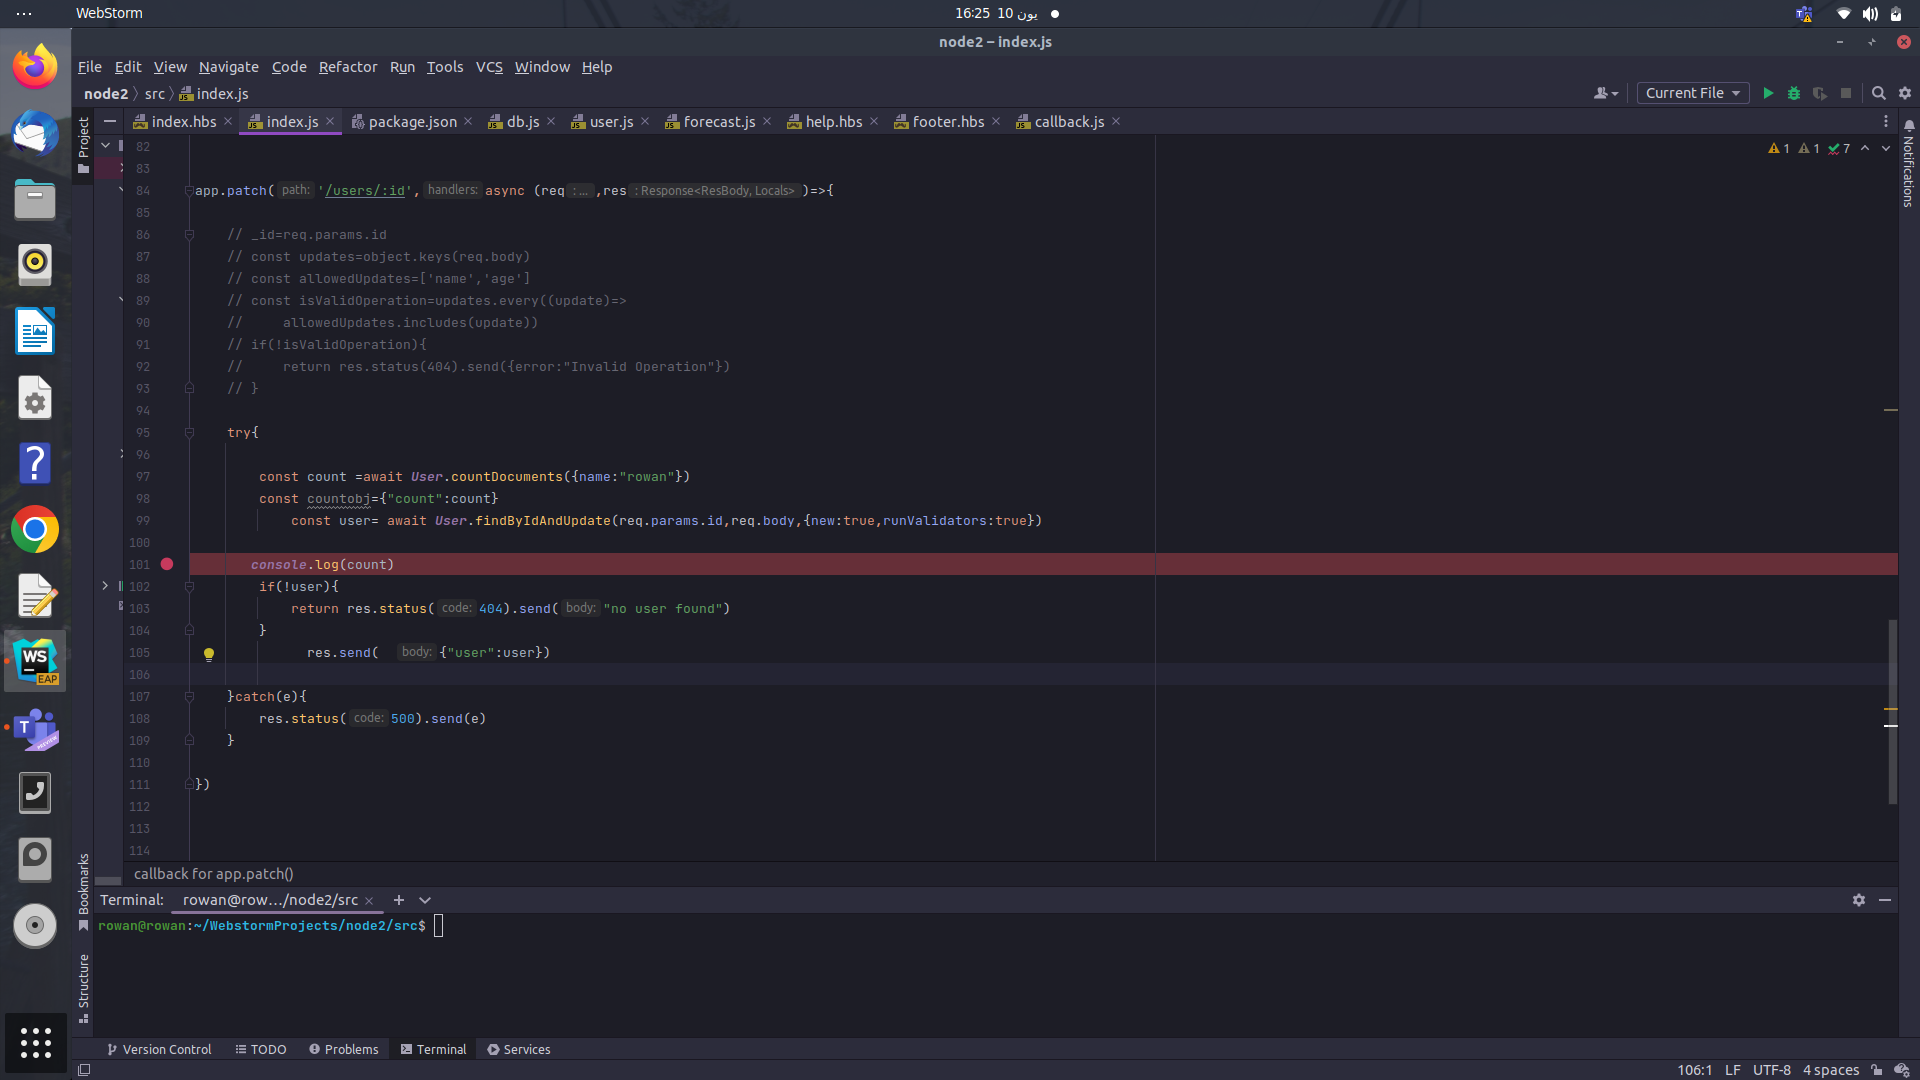 WebStorm
16:25 10 يون
node2 – index.js
File Edit View Navigate Code Refactor Run Tools VCS Window Help
node2 src index.js
Current File
Project
index.hbs index.js package.json db.js user.js forecast.js help.hbs footer.hbs callback.js
Notifications
1 1 7
82
83
84 app.patch( path: '/users/:id', handlers: async (req : ... ,res : Response<ResBody, Locals> )=>{
85
86 // _id=req.params.id
87 // const updates=object.keys(req.body)
88 // const allowedUpdates=['name','age']
89 // const isValidOperation=updates.every((update)=>
90 // allowedUpdates.includes(update))
91 // if(!isValidOperation){
92 // return res.status(404).send({error:"Invalid Operation"})
93 // }
94
95 try{
96
97 const count =await User.countDocuments({name:"rowan"})
98 const countobj={"count":count}
99 const user= await User.findByIdAndUpdate(req.params.id,req.body,{new:true,runValidators:true})
100
101 console.log(count)
102 if(!user){
103 return res.status( code: 404).send( body: "no user found")
104 }
105 res.send( body: {"user":user})
106
107 }catch(e){
108 res.status( code: 500).send(e)
109 }
110
111 })
112
113
114
callback for app.patch()
Bookmarks
Structure
Terminal: rowan@row.../node2/src
rowan@rowan:~/WebstormProjects/node2/src$
WS
EAP
T
PREVIEW
?
Version Control TODO Problems Terminal Services
106:1 LF UTF-8 4 spaces